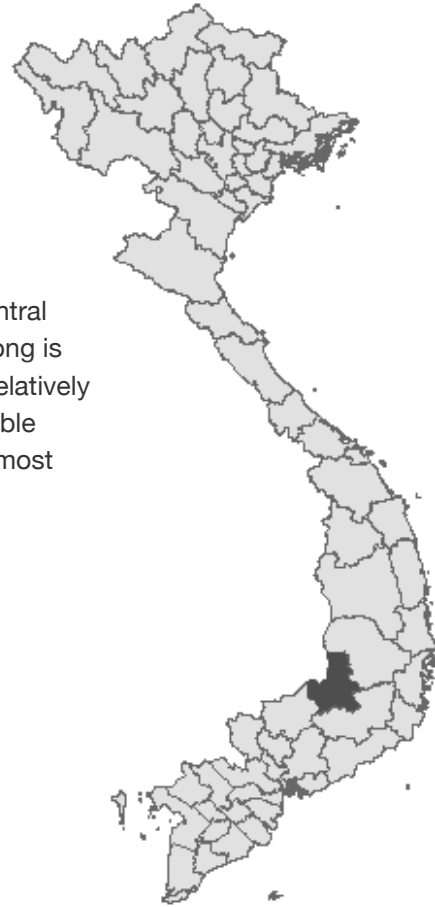 ntral
ong is
elatively
ble
most